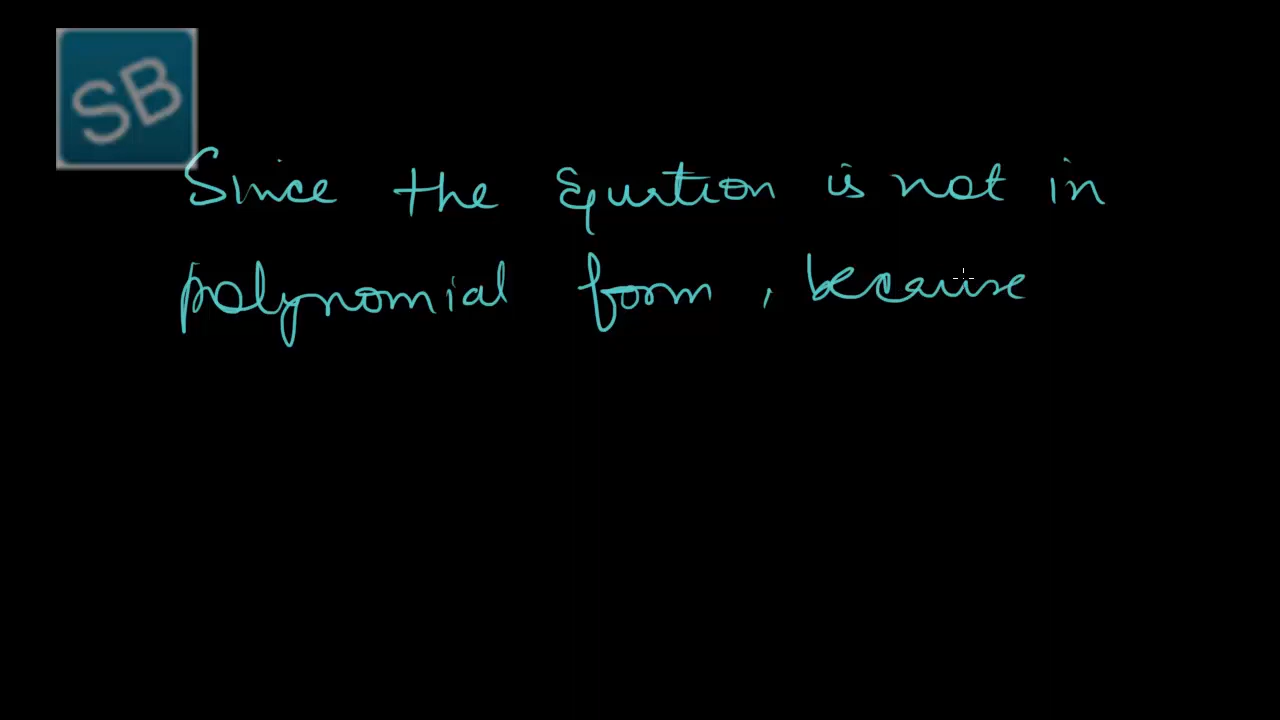 SB
Since the Equation is not in
polynomial form, because